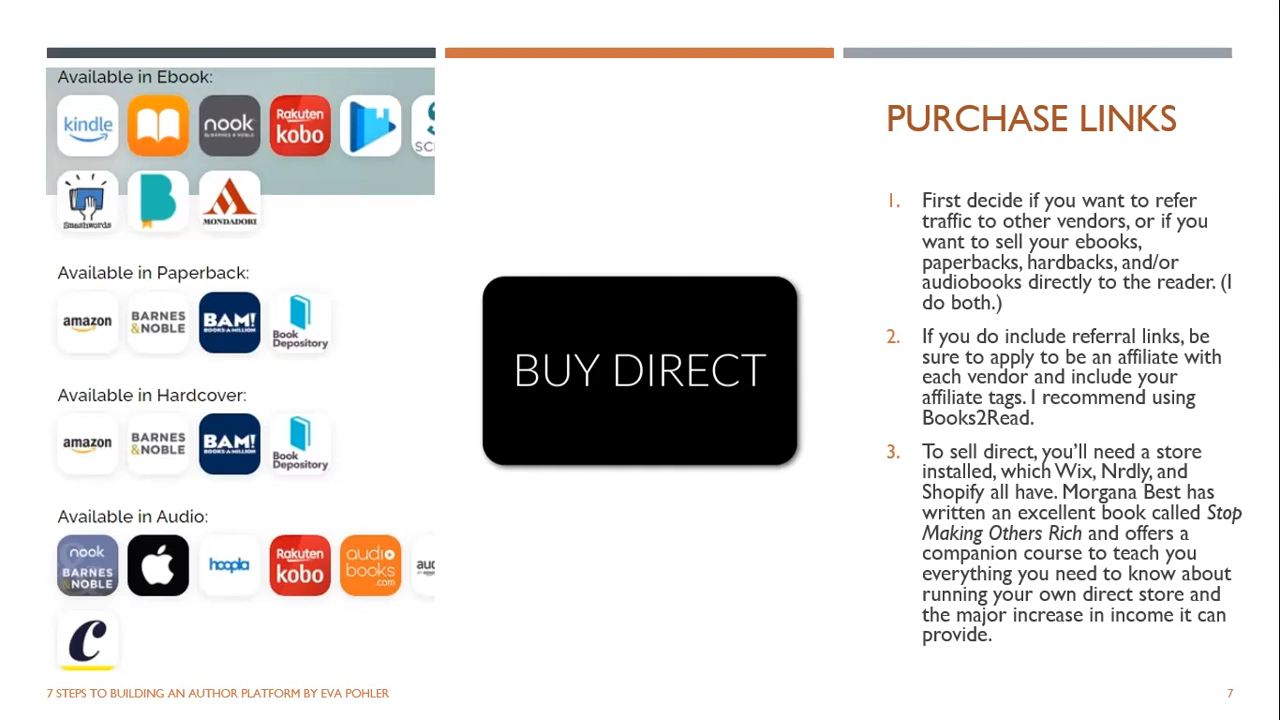 Available in Ebook:
kindle
nook
BY BARNES & NOBLE
Rakuten
kobo
Smashwords
B
MONDADORI
Available in Paperback:
amazon
BARNES
&NOBLE
BAM!
BOOKS·A·MILLION
Book
Depository
Available in Hardcover:
amazon
BARNES
&NOBLE
BAM!
BOOKS·A·MILLION
Book
Depository
Available in Audio:
nook
BARNES
&NOBLE
hoopla
Rakuten
kobo
audio
books
.com
C
BUY DIRECT
PURCHASE LINKS
1. First decide if you want to refer
traffic to other vendors, or if you
want to sell your ebooks,
paperbacks, hardbacks, and/or
audiobooks directly to the reader. (I
do both.)
2. If you do include referral links, be
sure to apply to be an affiliate with
each vendor and include your
affiliate tags. I recommend using
Books2Read.
3. To sell direct, you'll need a store
installed, which Wix, Nrdly, and
Shopify all have. Morgana Best has
written an excellent book called Stop
Making Others Rich and offers a
companion course to teach you
everything you need to know about
running your own direct store and
the major increase in income it can
provide.
7 STEPS TO BUILDING AN AUTHOR PLATFORM BY EVA POHLER
7